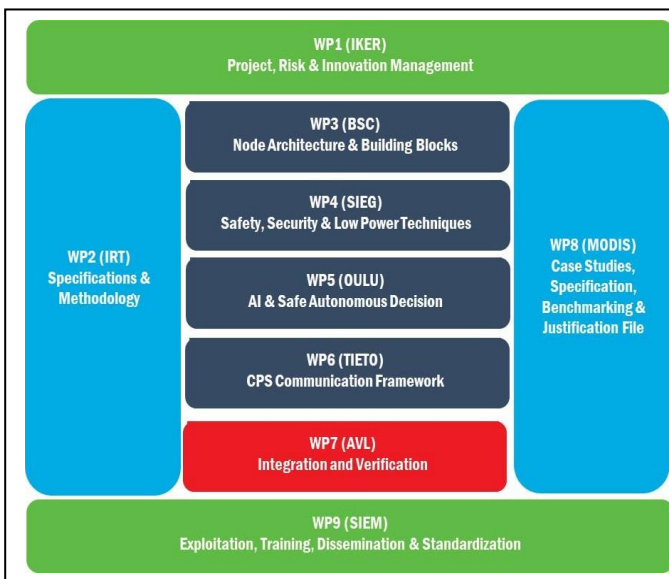 WP1 (IKER)
Project, Risk & Innovation Management
WP3 (BSC)
Node Architecture & Building Blocks
WP4 (SIEG)
Safety, Security & Low Power Techniques
WP2 (IRT)
Specifications &
Methodology
WP5 (OULU)
AI & Safe Autonomous Decision
WP8 (MODIS)
Case Studies,
Specification,
Benchmarking &
Justification File
WP6 (TIETO)
CPS Communication Framework
WP7 (AVL)
Integration and Verification
WP9 (SIEM)
Exploitation, Training, Dissemination & Standardization